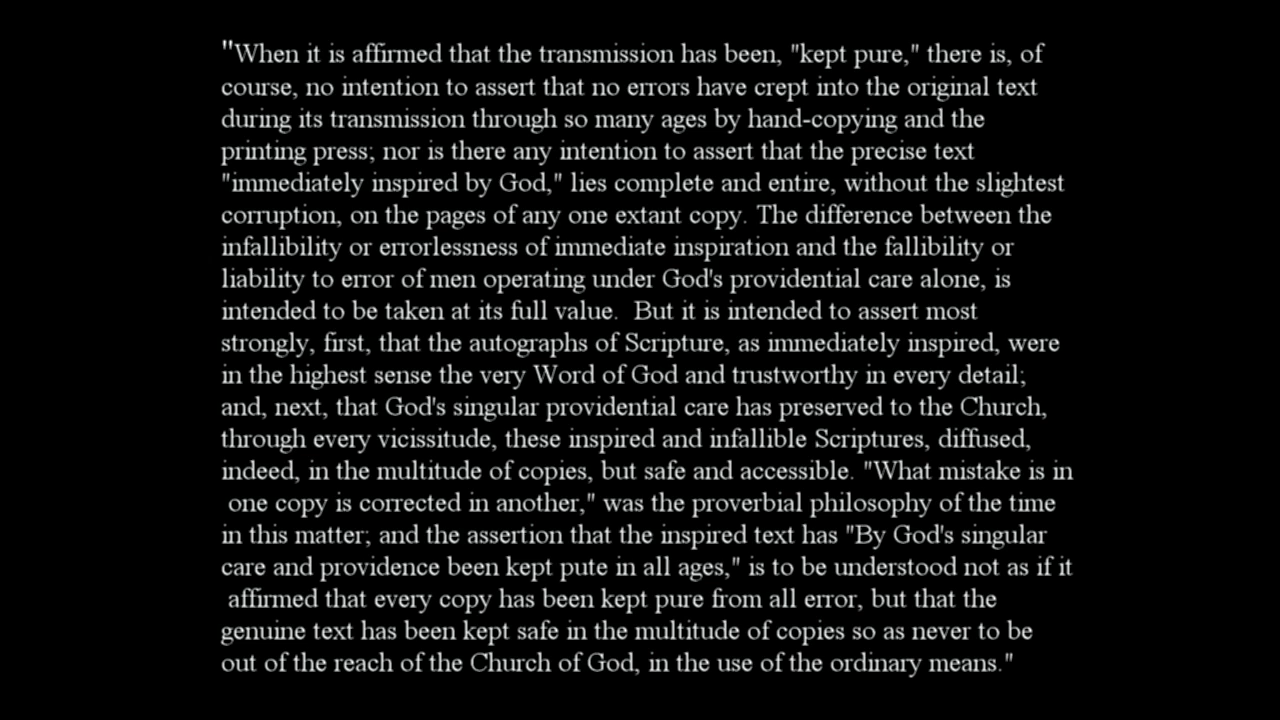 "When it is affirmed that the transmission has been, "kept pure," there is, of
course, no intention to assert that no errors have crept into the original text
during its transmission through so many ages by hand-copying and the
printing press; nor is there any intention to assert that the precise text
"immediately inspired by God," lies complete and entire, without the slightest
corruption, on the pages of any one extant copy. The difference between the
infallibility or errorlessness of immediate inspiration and the fallibility or
liability to error of men operating under God's providential care alone, is
intended to be taken at its full value.  But it is intended to assert most
strongly, first, that the autographs of Scripture, as immediately inspired, were
in the highest sense the very Word of God and trustworthy in every detail;
and, next, that God's singular providential care has preserved to the Church,
through every vicissitude, these inspired and infallible Scriptures, diffused,
indeed, in the multitude of copies, but safe and accessible. "What mistake is in
one copy is corrected in another," was the proverbial philosophy of the time
in this matter; and the assertion that the inspired text has "By God's singular
care and providence been kept pute in all ages," is to be understood not as if it
affirmed that every copy has been kept pure from all error, but that the
genuine text has been kept safe in the multitude of copies so as never to be
out of the reach of the Church of God, in the use of the ordinary means."